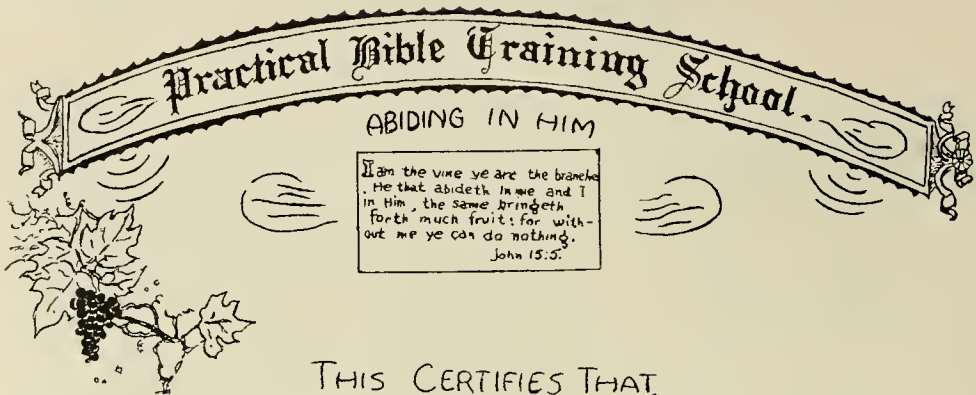 Practical Bible Training School.
ABIDING IN HIM
I am the vine ye are the branche
. He that abideth in me and I
in Him, the same bringeth
forth much fruit: for with-
out me ye can do nothing.
John 15:5.
THIS CERTIFIES THAT